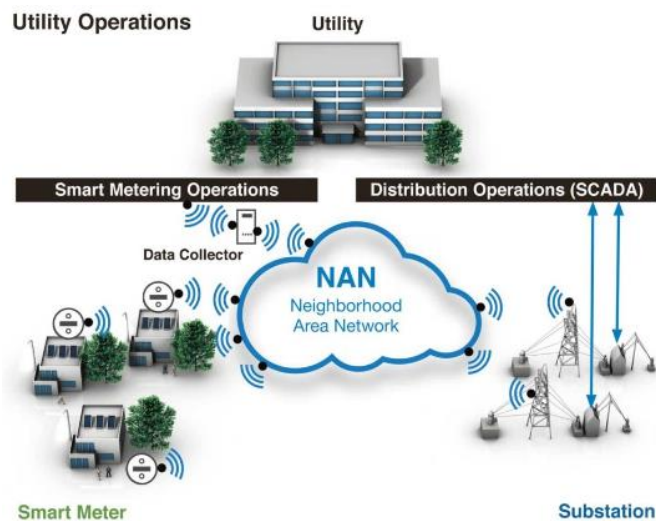 Utility Operations
Utility
Smart Metering Operations
Distribution Operations (SCADA)
Data Collector
NAN
Neighborhood
Area Network
Smart Meter
Substation